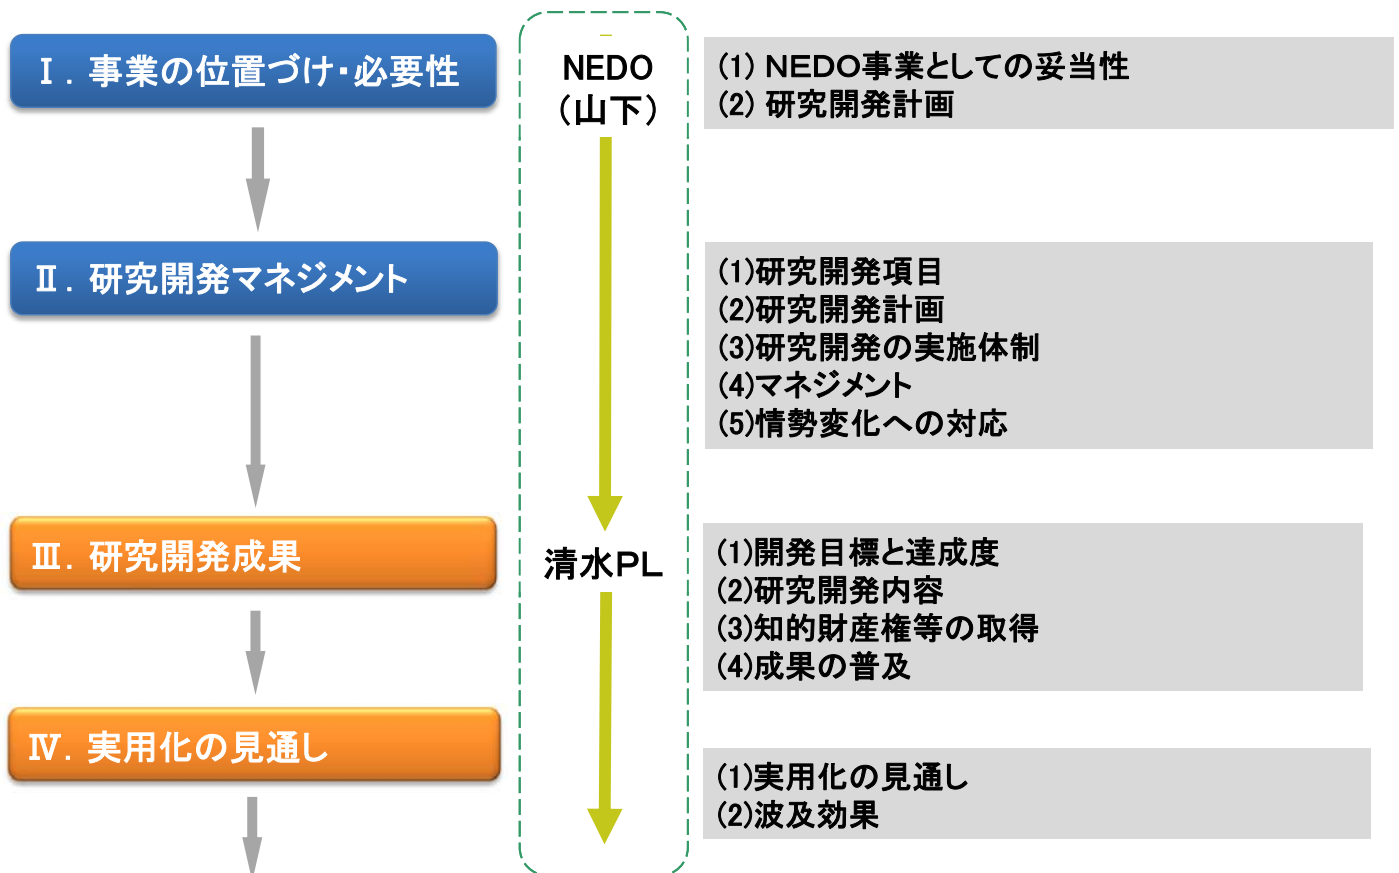 Ⅰ．事業の位置づけ・必要性
NEDO
（山下）
(1) NEDO事業としての妥当性
(2) 研究開発計画
Ⅱ．研究開発マネジメント
(1)研究開発項目
(2)研究開発計画
(3)研究開発の実施体制
(4)マネジメント
(5)情勢変化への対応
Ⅲ．研究開発成果
清水PL
(1)開発目標と達成度
(2)研究開発内容
(3)知的財産権等の取得
(4)成果の普及
Ⅳ．実用化の見通し
(1)実用化の見通し
(2)波及効果